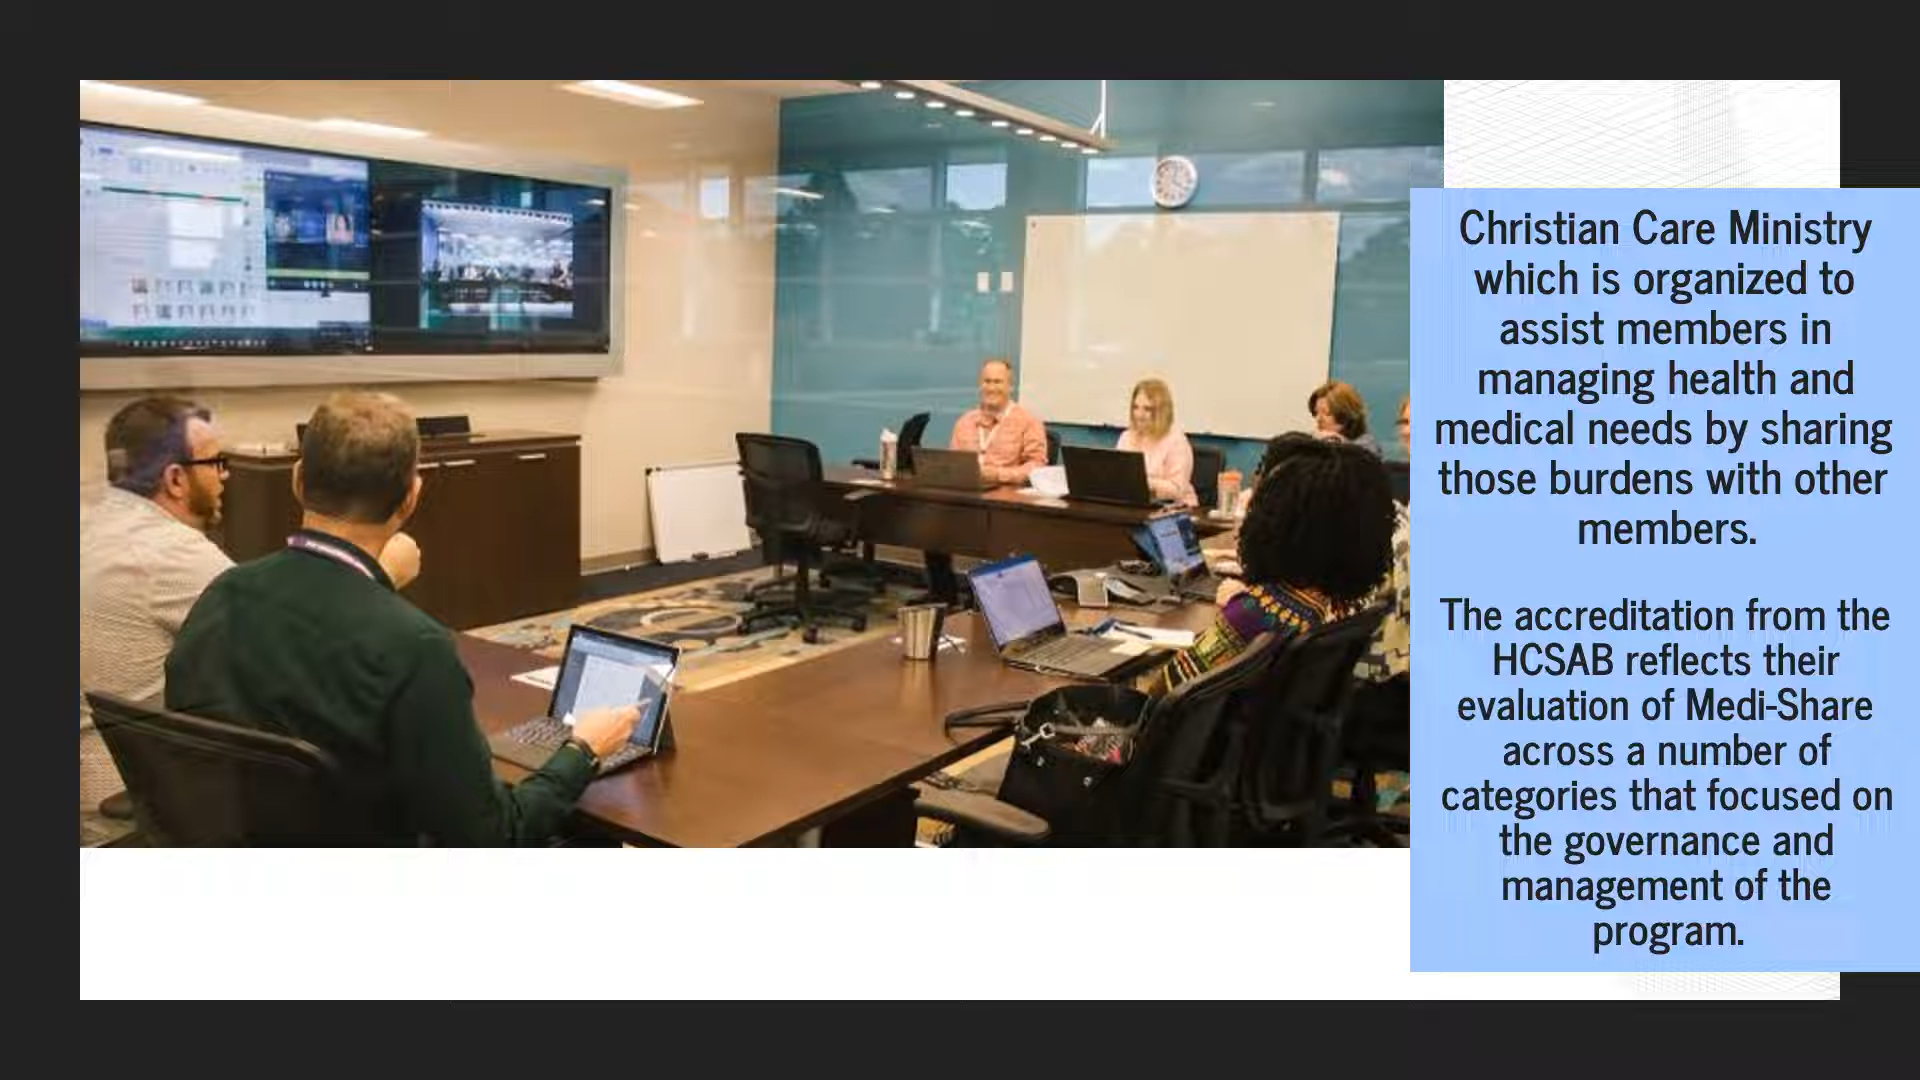 Christian Care Ministry
which is organized to
assist members in
managing health and
medical needs by sharing
those burdens with other
members.
The accreditation from the
HCSAB reflects their
evaluation of Medi-Share
across a number of
categories that focused on
the governance and
management of the
program.